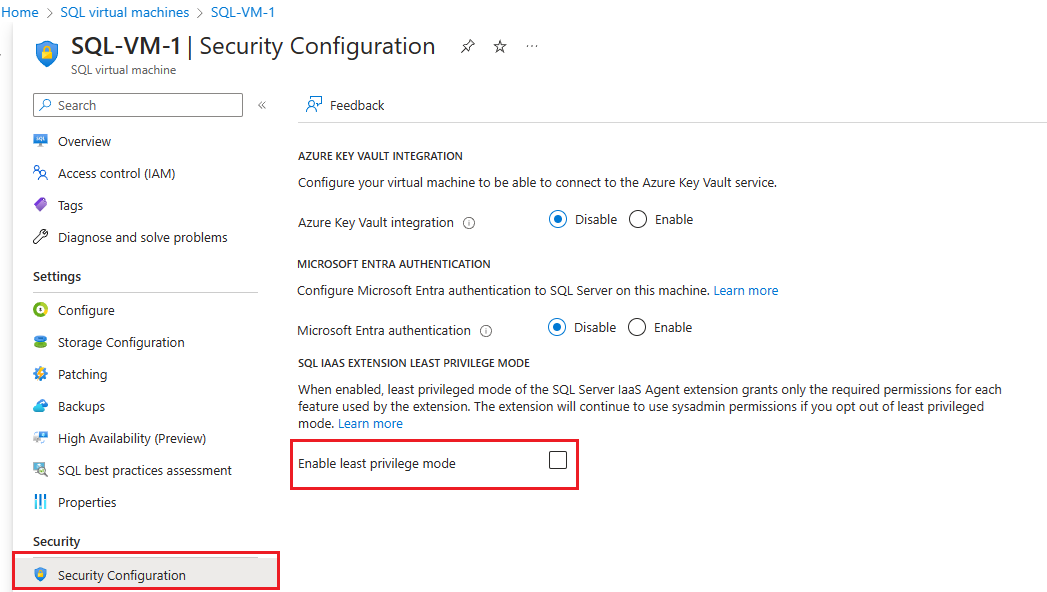 Home > SQL virtual machines > SQL-VM-1
SQL-VM-1 | Security Configuration ...
SQL virtual machine
Search «
Feedback
Overview
Access control (IAM)
Tags
Diagnose and solve problems
Settings
Configure
Storage Configuration
Patching
Backups
High Availability (Preview)
SQL best practices assessment
Properties
Security
Security Configuration
AZURE KEY VAULT INTEGRATION
Configure your virtual machine to be able to connect to the Azure Key Vault service.
Azure Key Vault integration Disable Enable
MICROSOFT ENTRA AUTHENTICATION
Configure Microsoft Entra authentication to SQL Server on this machine. Learn more
Microsoft Entra authentication Disable Enable
SQL IAAS EXTENSION LEAST PRIVILEGE MODE
When enabled, least privileged mode of the SQL Server IaaS Agent extension grants only the required permissions for each
feature used by the extension. The extension will continue to use sysadmin permissions if you opt out of least privileged
mode. Learn more
Enable least privilege mode